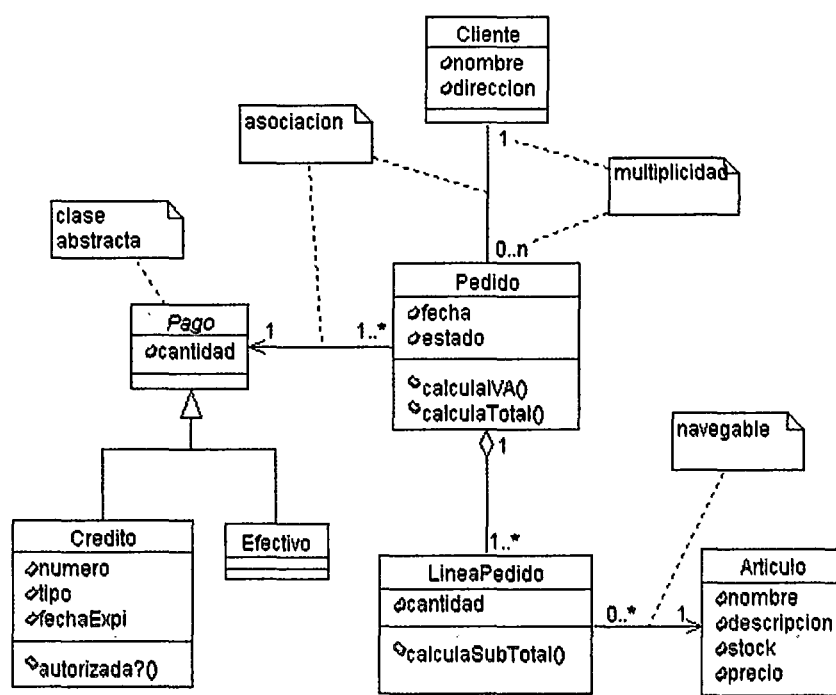 Cliente
nombre
direccion
asociacion
1
multiplicidad
clase
abstracta
0..n
Pedido
fecha
estado
calculaIVA()
calculaTotal()
Pago
cantidad
1
1..*
1
navegable
1..*
Credito
numero
tipo
fechaExpi
autorizada?()
Efectivo
LineaPedido
cantidad
calculaSubTotal()
0..*
1
Articulo
nombre
descripcion
stock
precio